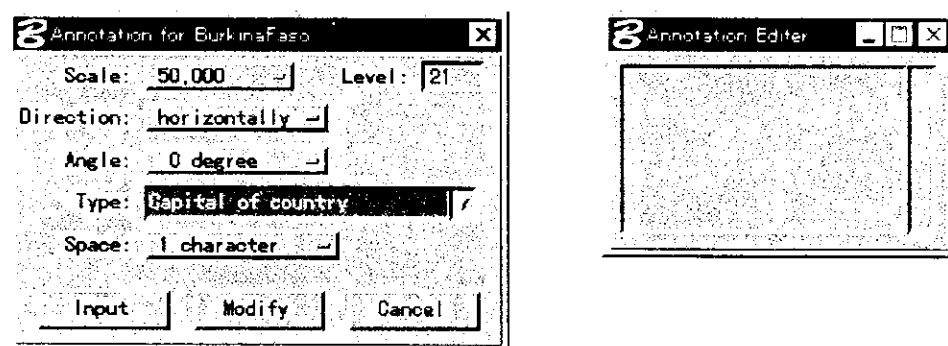 Annotation for BurkinaFaso
Scale: 50,000 Level: 21
Direction: horizontally
Angle: 0 degree
Type: Capital of country
Space: 1 character
Input Modify Cancel
Annotation Editer